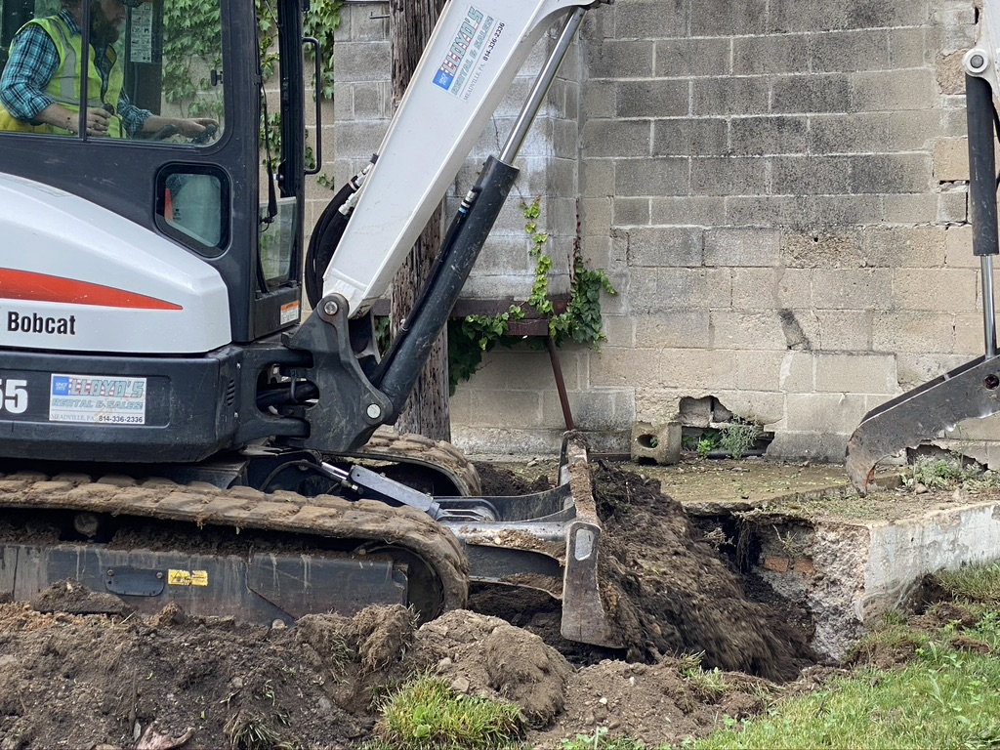 LLOYD'S
RENTAL & SALES
MEADVILLE, PA 814-336-2336
Bobcat
55
LLOYD'S
RENTAL & SALES
MEADVILLE, PA 814-336-2336